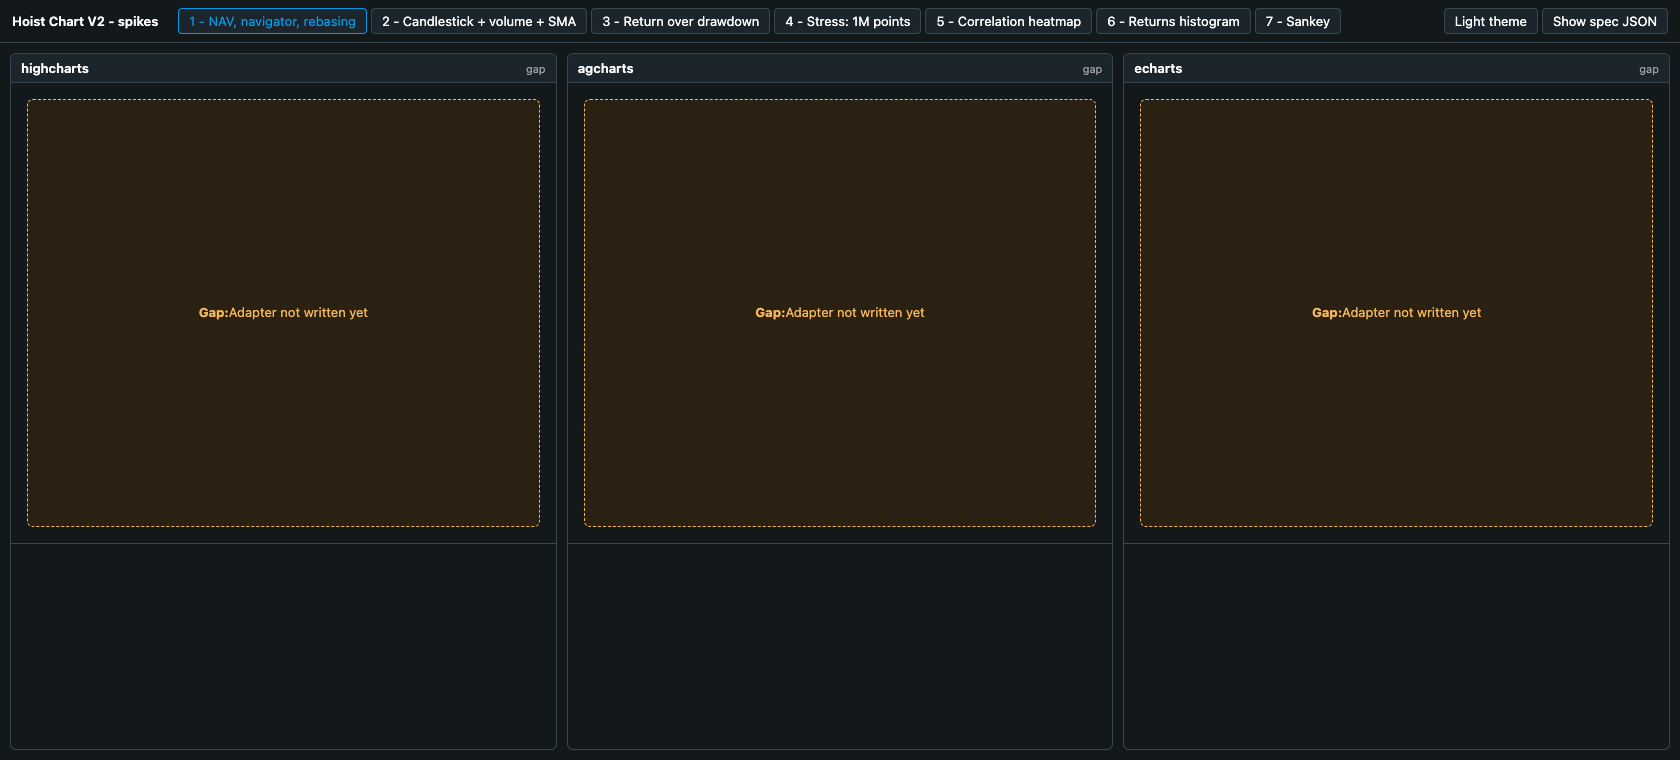 Hoist Chart V2 - spikes
1 - NAV, navigator, rebasing
2 - Candlestick + volume + SMA
3 - Return over drawdown
4 - Stress: 1M points
5 - Correlation heatmap
6 - Returns histogram
7 - Sankey
Light theme
Show spec JSON
highcharts
gap
Gap:Adapter not written yet
agcharts
gap
Gap:Adapter not written yet
echarts
gap
Gap:Adapter not written yet